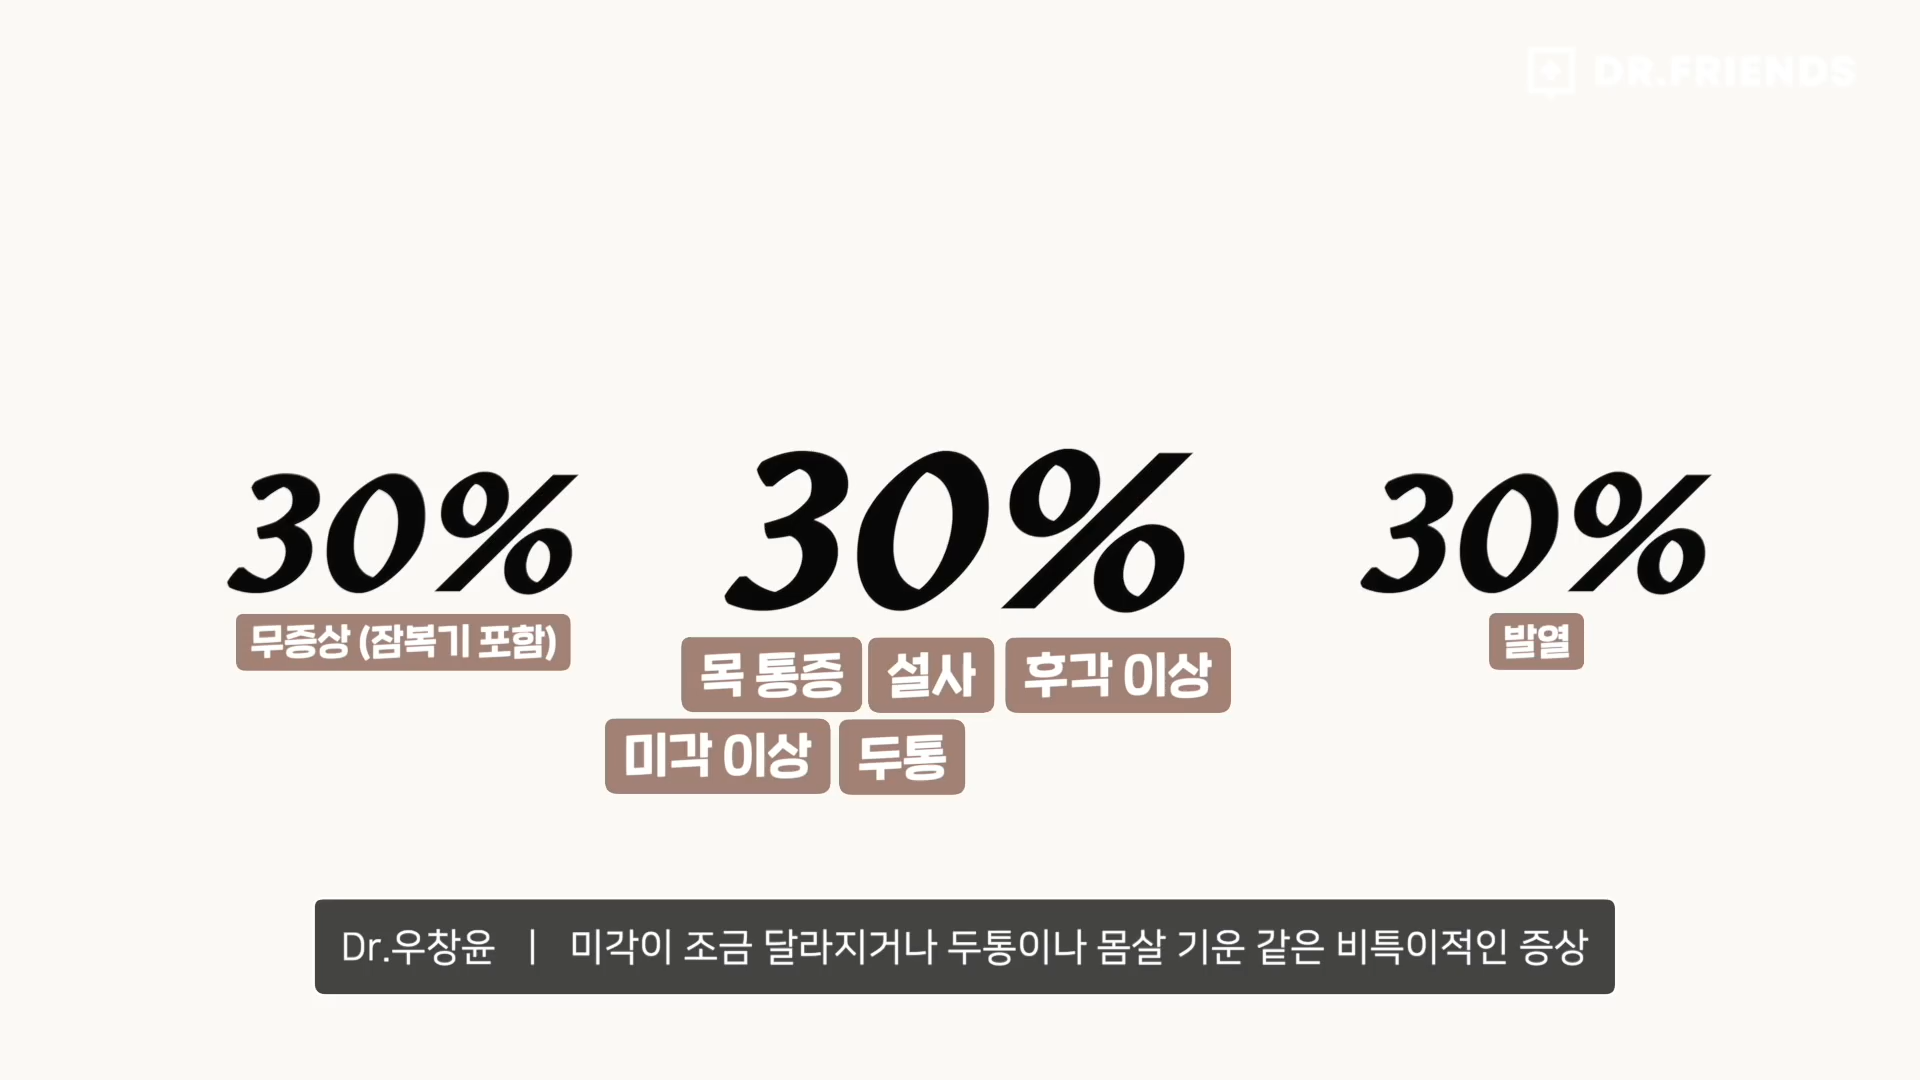 DR.FRIENDS
30%
무증상 (잠복기 포함)
30%
목 통증 설사 후각 이상
미각 이상 두통
30%
발열
Dr.우창윤 | 미각이 조금 달라지거나 두통이나 몸살 기운 같은 비특이적인 증상